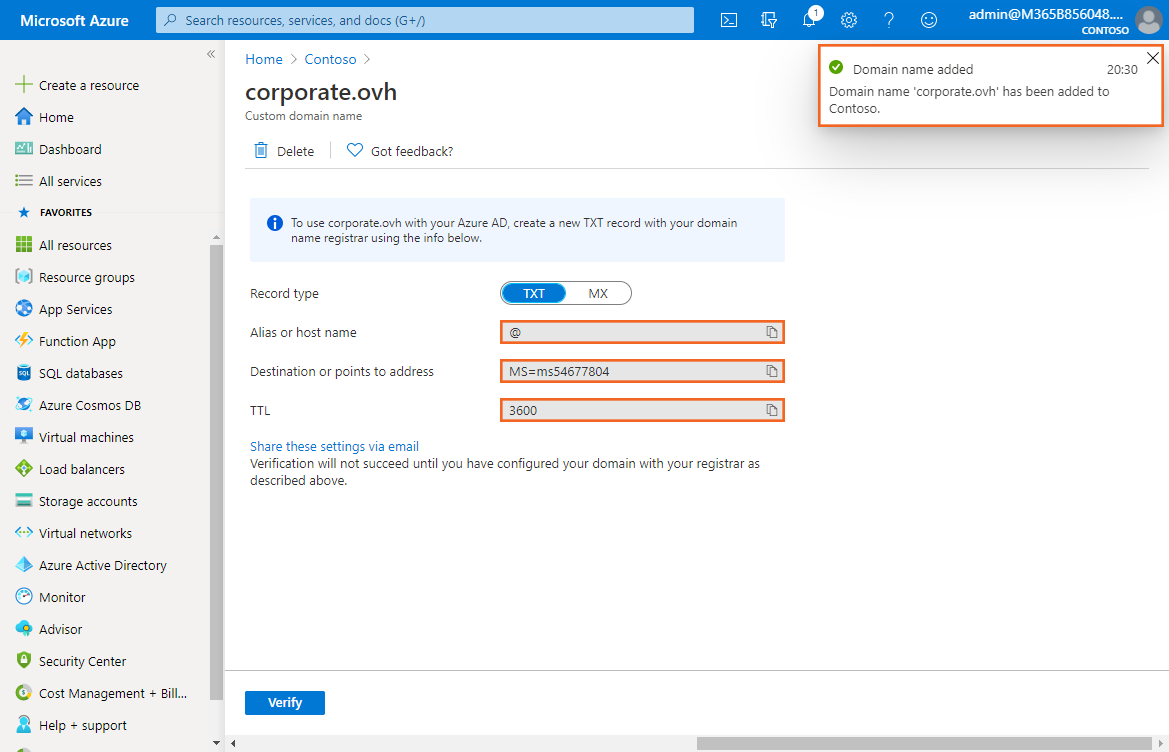 Microsoft Azure
Search resources, services, and docs (G+/)
1
admin@M365B856048....
CONTOSO
«
Create a resource
Home
Dashboard
All services
FAVORITES
All resources
Resource groups
App Services
Function App
SQL
SQL databases
Azure Cosmos DB
Virtual machines
Load balancers
Storage accounts
Virtual networks
Azure Active Directory
Monitor
Advisor
Security Center
Cost Management + Bill...
Help + support
Home > Contoso >
corporate.ovh
Custom domain name
Delete
Got feedback?
Domain name added 20:30
Domain name 'corporate.ovh' has been added to
Contoso.
To use corporate.ovh with your Azure AD, create a new TXT record with your domain
name registrar using the info below.
Record type TXT MX
Alias or host name @
Destination or points to address MS=ms54677804
TTL 3600
Share these settings via email
Verification will not succeed until you have configured your domain with your registrar as
described above.
Verify